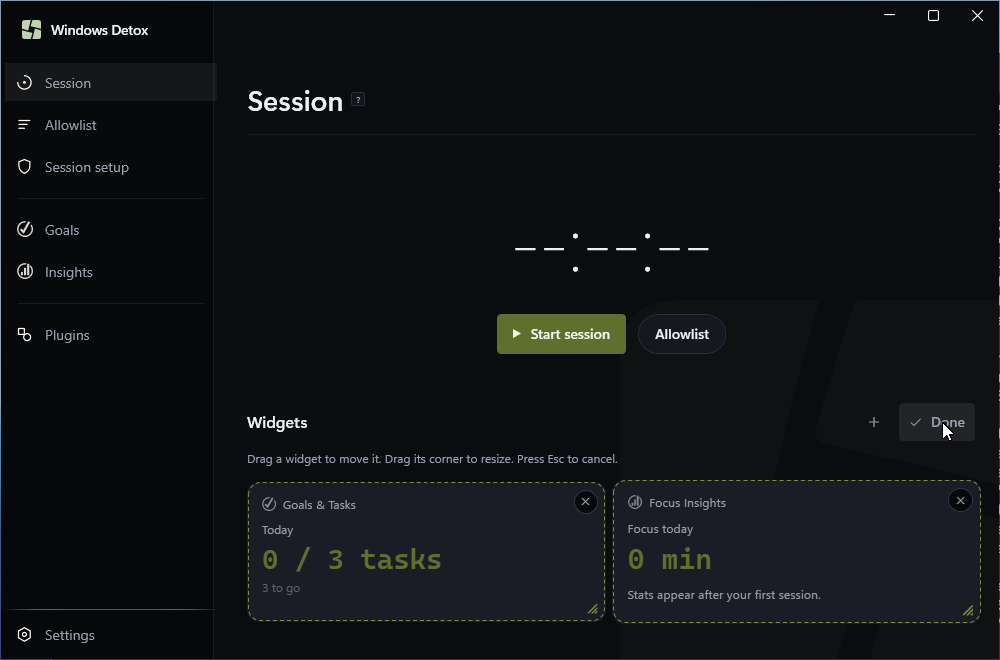 Windows Detox
Session
Allowlist
Session setup
Goals
Insights
Plugins
Settings
Session ?
--:--:--
Start session
Allowlist
Widgets
+ Done
Drag a widget to move it. Drag its corner to resize. Press Esc to cancel.
Goals & Tasks
Today
0 / 3 tasks
3 to go
Focus Insights
Focus today
0 min
Stats appear after your first session.